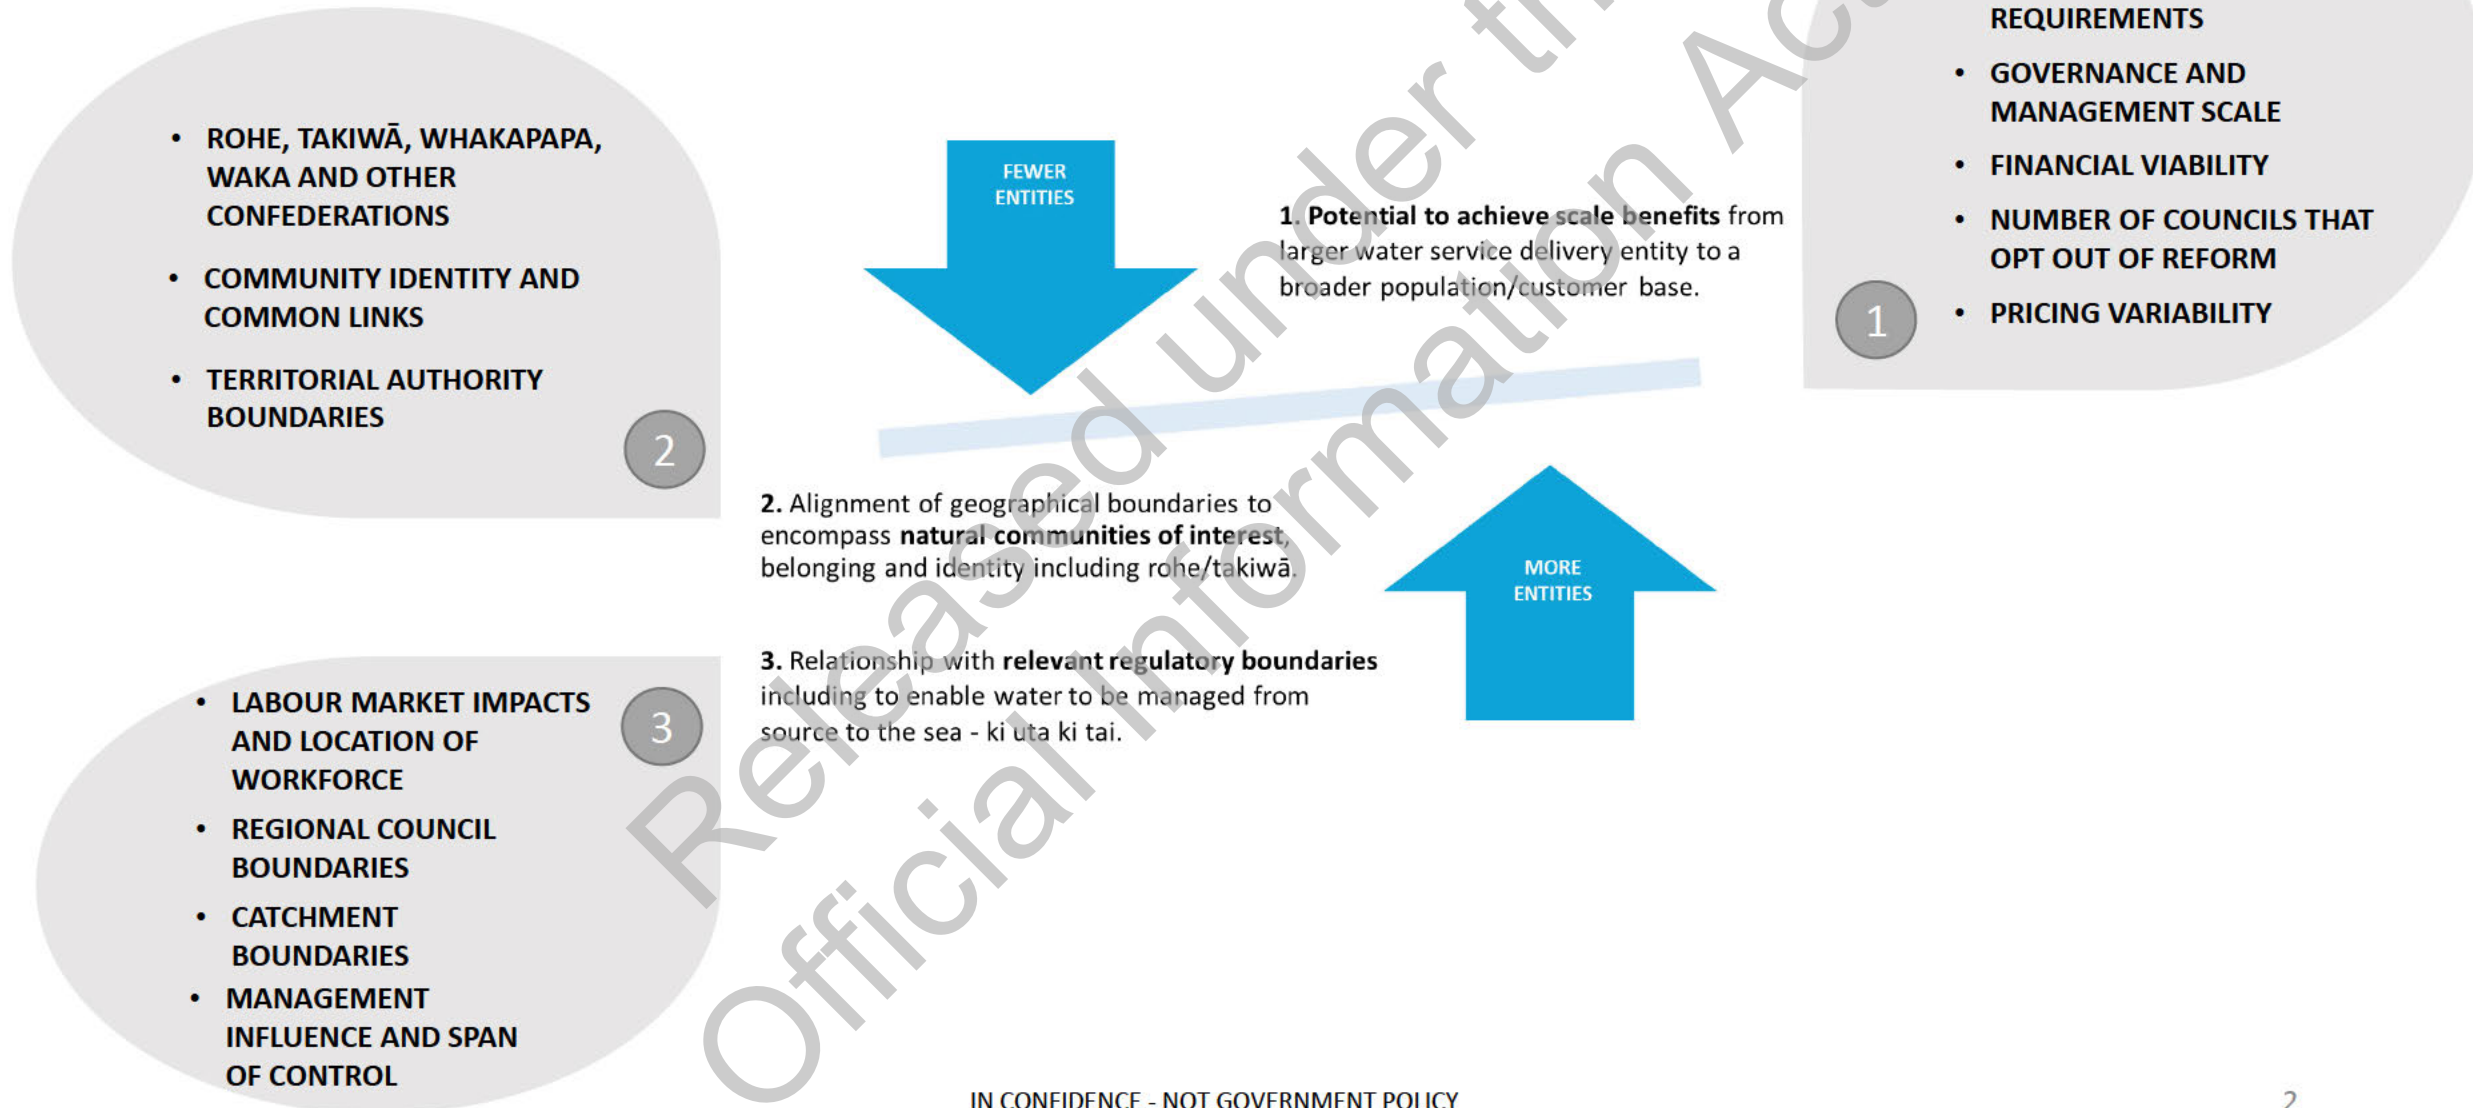 REQUIREMENTS
• GOVERNANCE AND
MANAGEMENT SCALE
• FINANCIAL VIABILITY
• NUMBER OF COUNCILS THAT
OPT OUT OF REFORM
• PRICING VARIABILITY
1
• ROHE, TAKIWĀ, WHAKAPAPA,
WAKA AND OTHER
CONFEDERATIONS
• COMMUNITY IDENTITY AND
COMMON LINKS
• TERRITORIAL AUTHORITY
BOUNDARIES
2
FEWER
ENTITIES
1. Potential to achieve scale benefits from
larger water service delivery entity to a
broader population/customer base.
2. Alignment of geographical boundaries to
encompass natural communities of interest,
belonging and identity including rohe/takiwā.
MORE
ENTITIES
3. Relationship with relevant regulatory boundaries
including to enable water to be managed from
source to the sea - ki uta ki tai.
• LABOUR MARKET IMPACTS
AND LOCATION OF
WORKFORCE
3
• REGIONAL COUNCIL
BOUNDARIES
• CATCHMENT
BOUNDARIES
• MANAGEMENT
INFLUENCE AND SPAN
OF CONTROL
Released under
Official Information
IN CONFIDENCE - NOT GOVERNMENT POLICY
2